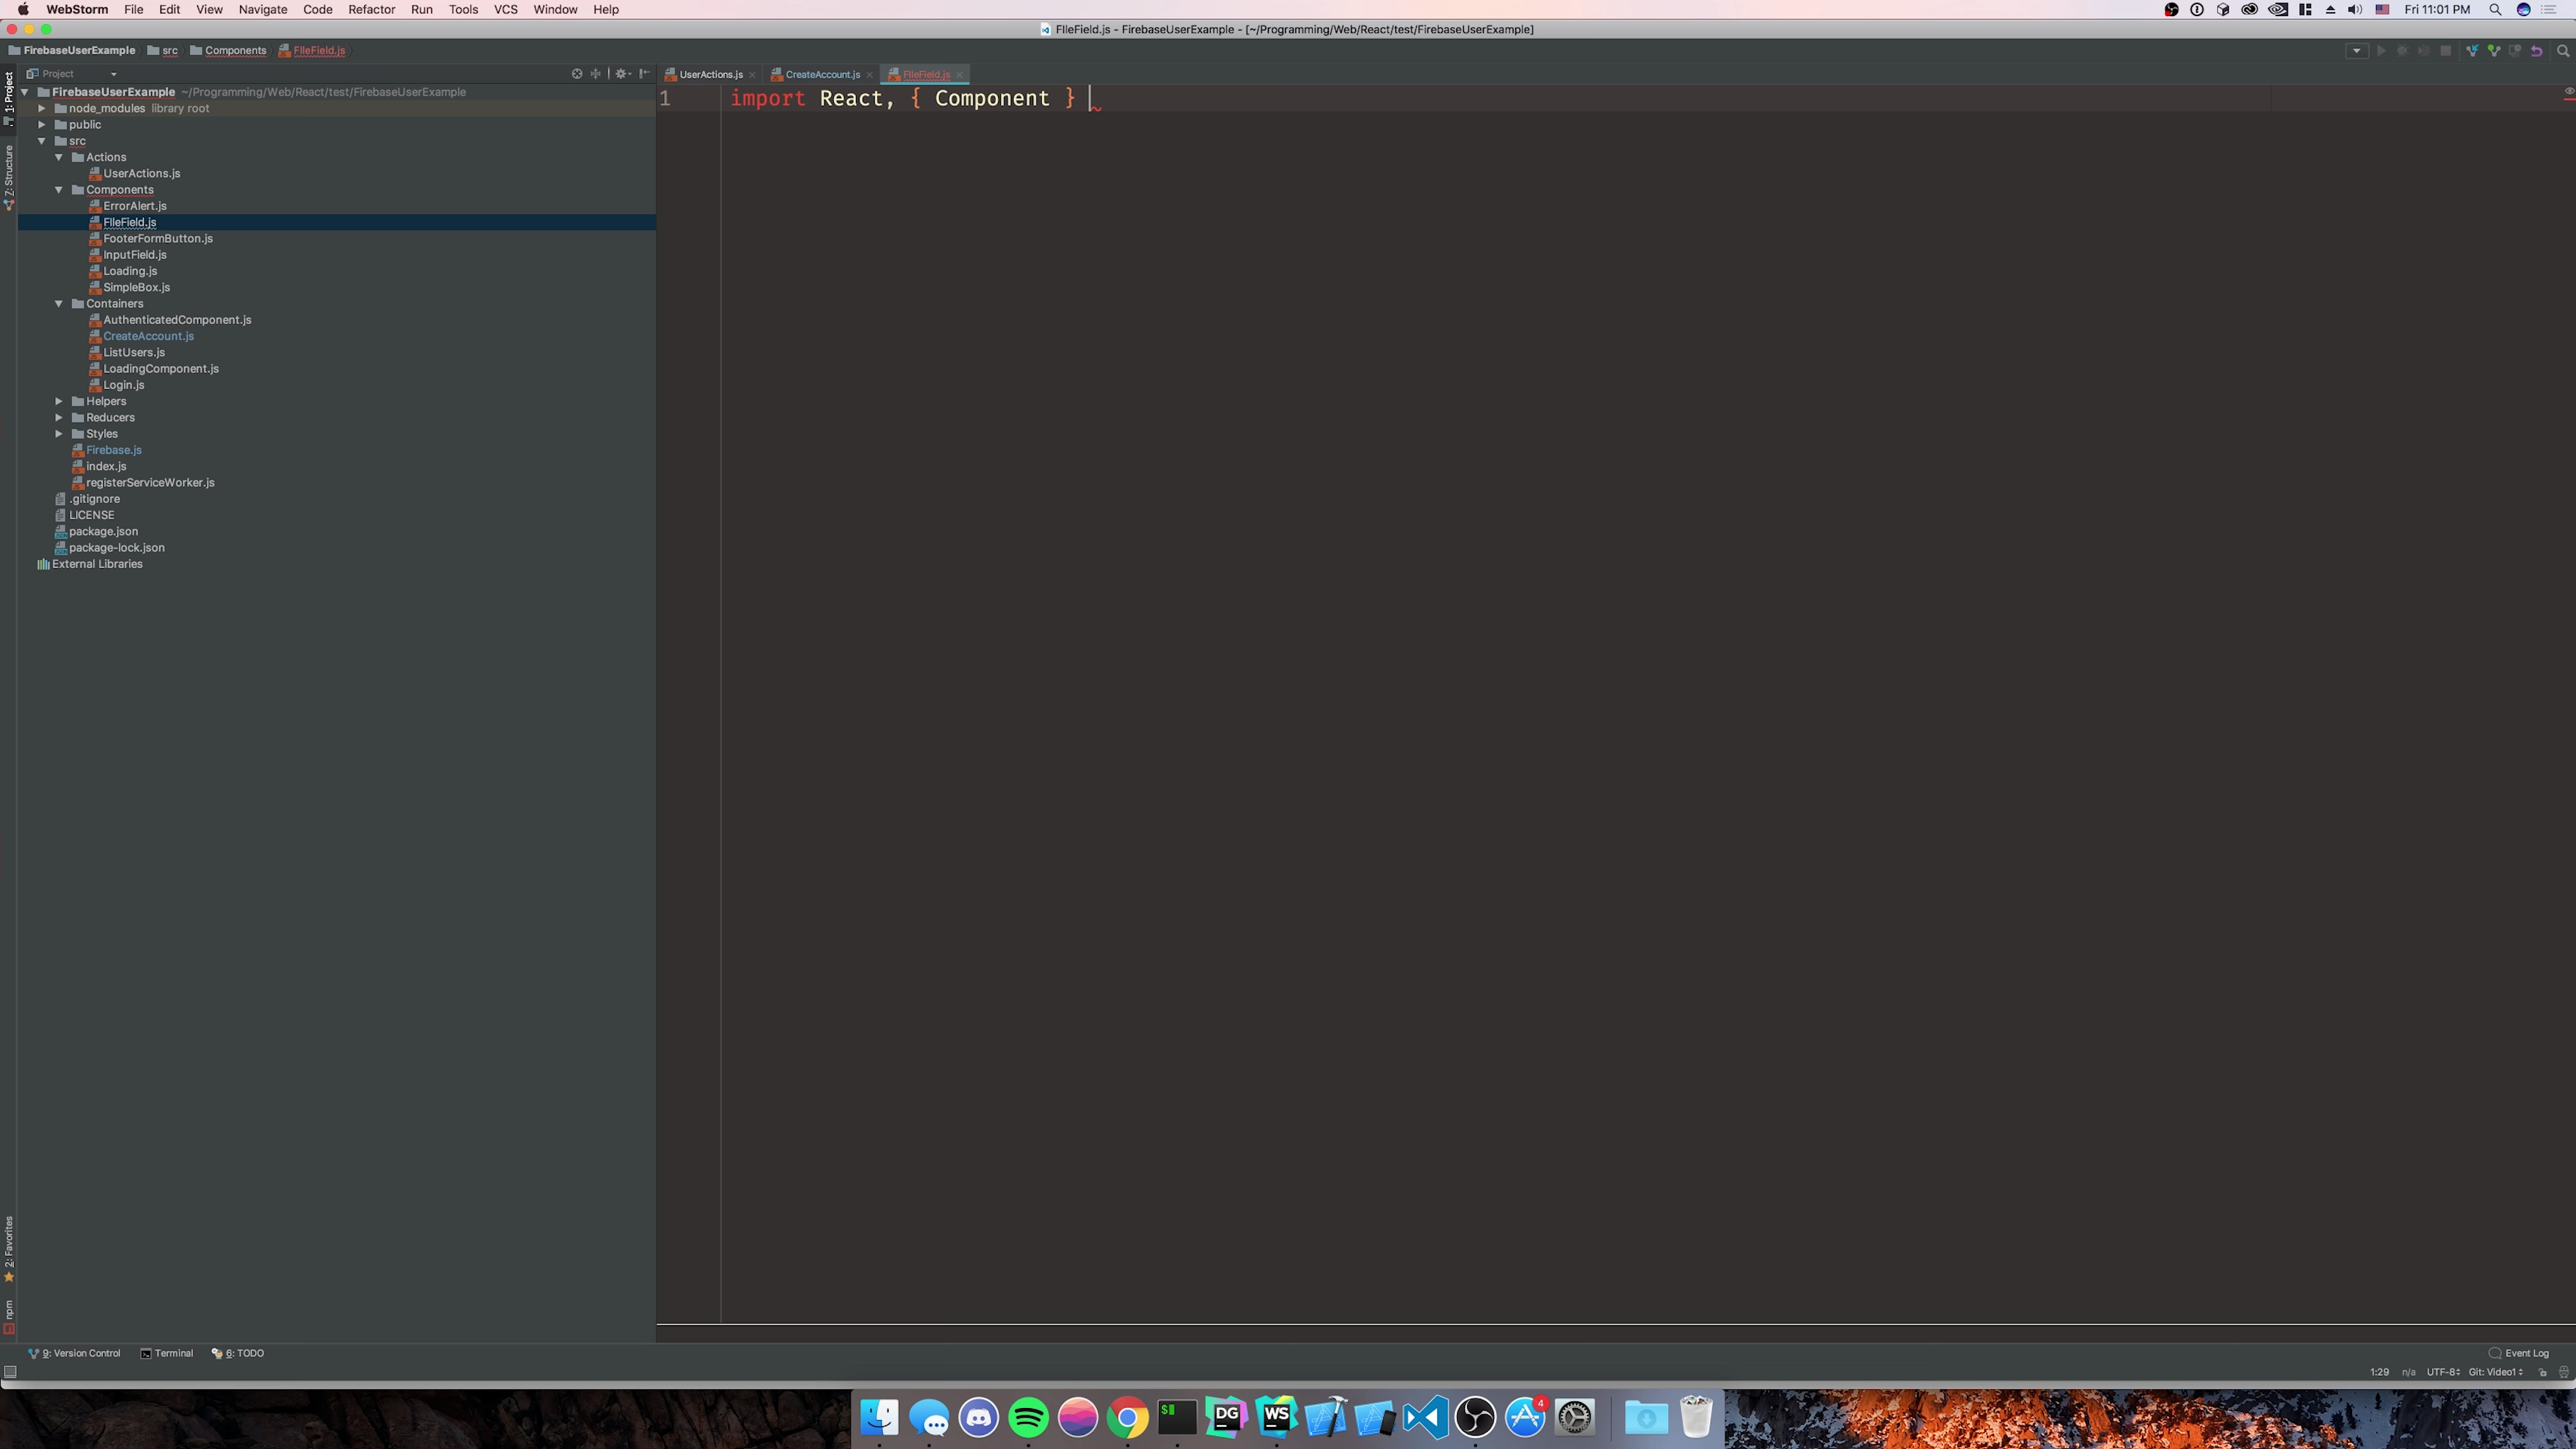 WebStorm File Edit View Navigate Code Refactor Run Tools VCS Window Help Fri 11:01 PM
FIleField.js - FirebaseUserExample - [~/Programming/Web/React/test/FirebaseUserExample]
FirebaseUserExample src Components FIleField.js
Project
UserActions.js CreateAccount.js FIleField.js
1: Project
7: Structure
2: Favorites
npm
FirebaseUserExample ~/Programming/Web/React/test/FirebaseUserExample
node_modules library root
public
src
Actions
UserActions.js
Components
ErrorAlert.js
FIleField.js
FooterFormButton.js
InputField.js
Loading.js
SimpleBox.js
Containers
AuthenticatedComponent.js
CreateAccount.js
ListUsers.js
LoadingComponent.js
Login.js
Helpers
Reducers
Styles
Firebase.js
index.js
registerServiceWorker.js
.gitignore
LICENSE
package.json
package-lock.json
External Libraries
1 import React, { Component }
9: Version Control Terminal 6: TODO Event Log
1:29 n/a UTF-8 Git: Video1
$ DG WS 4